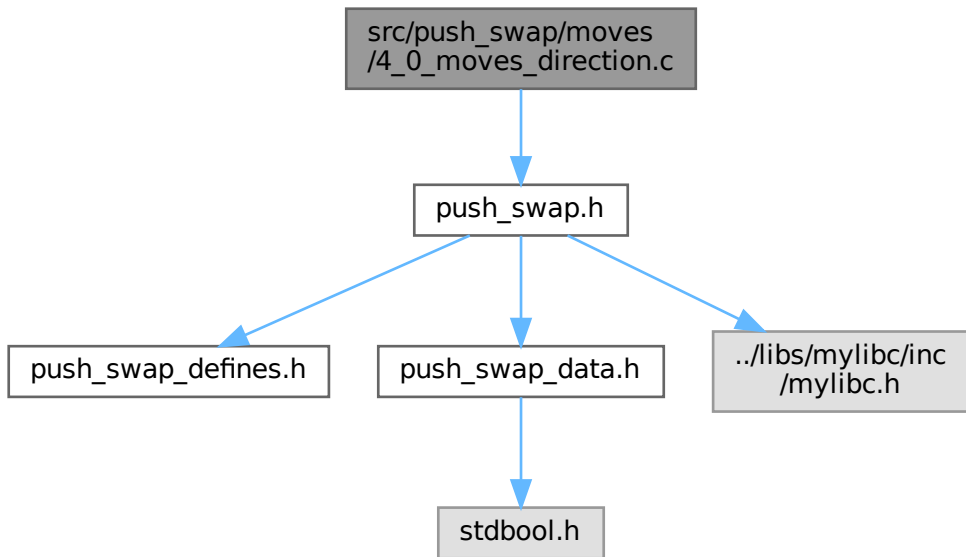 src/push_swap/moves
/4_0_moves_direction.c
push_swap.h
push_swap_defines.h
push_swap_data.h
../libs/mylibc/inc
/mylibc.h
stdbool.h